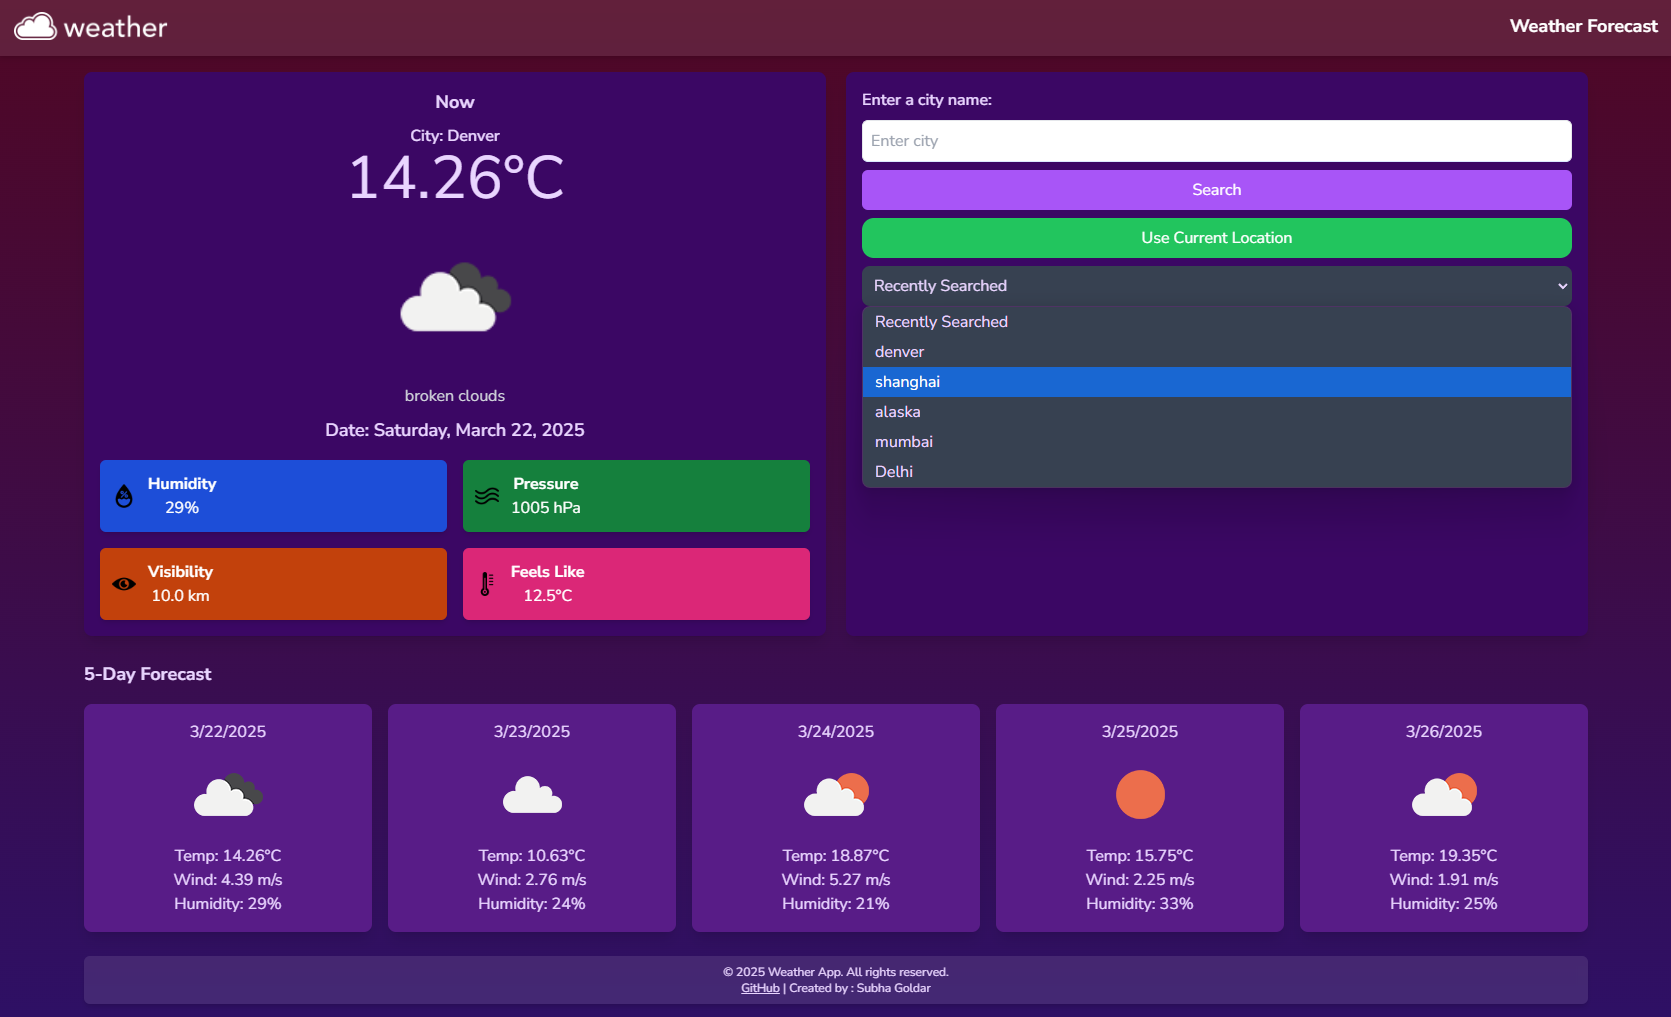 weather
Weather Forecast
Now
City: Denver
14.26°C
broken clouds
Date: Saturday, March 22, 2025
Humidity
29%
Pressure
1005 hPa
Visibility
10.0 km
Feels Like
12.5°C
Enter a city name:
Enter city
Search
Use Current Location
Recently Searched
Recently Searched
denver
shanghai
alaska
mumbai
Delhi
5-Day Forecast
3/22/2025
Temp: 14.26°C
Wind: 4.39 m/s
Humidity: 29%
3/23/2025
Temp: 10.63°C
Wind: 2.76 m/s
Humidity: 24%
3/24/2025
Temp: 18.87°C
Wind: 5.27 m/s
Humidity: 21%
3/25/2025
Temp: 15.75°C
Wind: 2.25 m/s
Humidity: 33%
3/26/2025
Temp: 19.35°C
Wind: 1.91 m/s
Humidity: 25%
© 2025 Weather App. All rights reserved.
GitHub | Created by : Subha Goldar